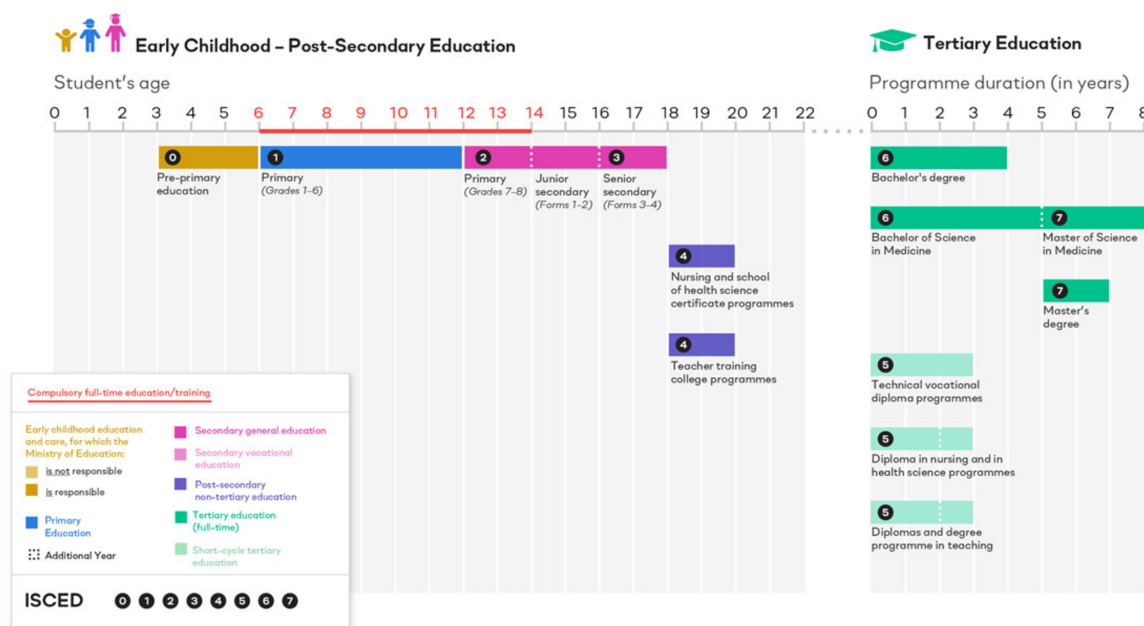 Early Childhood – Post-Secondary Education
Student's age
0 1 2 3 4 5 6 7 8 9 10 11 12 13 14 15 16 17 18 19 20 21 22
0
Pre-primary
education
1
Primary
(Grades 1–6)
2
Primary
(Grades 7–8)
Junior
secondary
(Forms 1–2)
3
Senior
secondary
(Forms 3–4)
4
Nursing and school
of health science
certificate programmes
4
Teacher training
college programmes
Tertiary Education
Programme duration (in years)
0 1 2 3 4 5 6 7 8
6
Bachelor's degree
6
Bachelor of Science
in Medicine
7
Master of Science
in Medicine
7
Master's
degree
5
Technical vocational
diploma programmes
5
Diploma in nursing and in
health science programmes
5
Diplomas and degree
programme in teaching
Compulsory full-time education/training
Early childhood education
and care, for which the
Ministry of Education:
is not responsible
is responsible
Primary
Education
Additional Year
Secondary general education
Secondary vocational
education
Post-secondary
non-tertiary education
Tertiary education
(full-time)
Short-cycle tertiary
education
ISCED 0 1 2 3 4 5 6 7